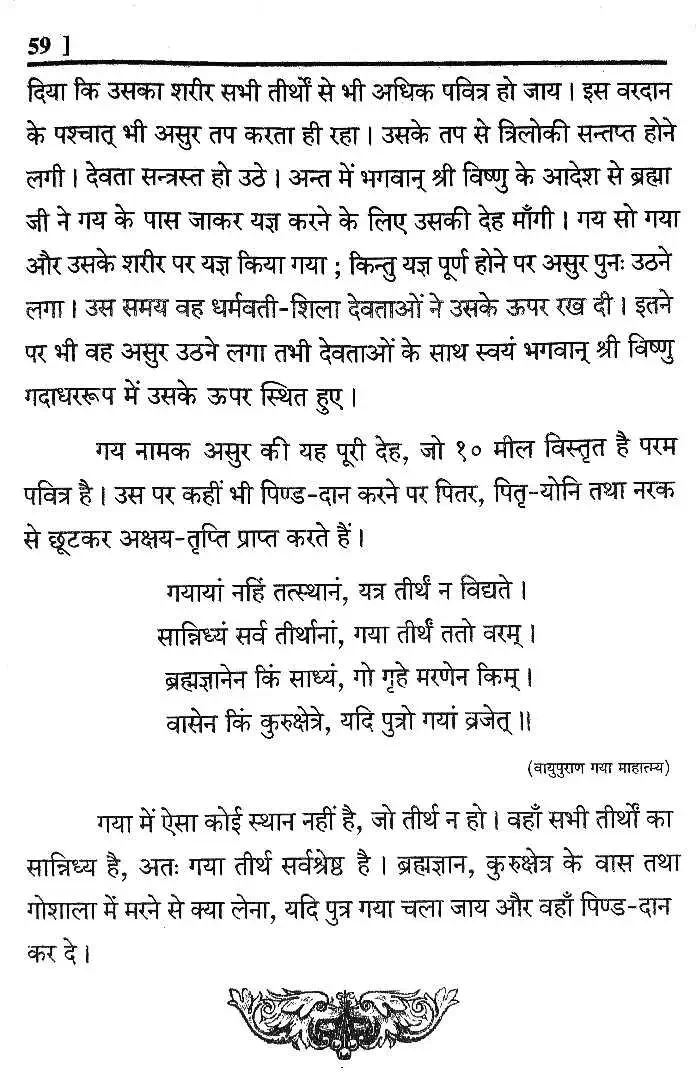 59 ]
दिया कि उसका शरीर सभी तीर्थों से भी अधिक पवित्र हो जाय। इस वरदान
के पश्चात् भी असुर तप करता ही रहा। उसके तप से त्रिलोकी सन्तप्त होने
लगी। देवता सन्त्रस्त हो उठे। अन्त में भगवान् श्री विष्णु के आदेश से ब्रह्मा
जी ने गय के पास जाकर यज्ञ करने के लिए उसकी देह माँगी। गय सो गया
और उसके शरीर पर यज्ञ किया गया ; किन्तु यज्ञ पूर्ण होने पर असुर पुनः उठने
लगा। उस समय वह धर्मवती-शिला देवताओं ने उसके ऊपर रख दी। इतने
पर भी वह असुर उठने लगा तभी देवताओं के साथ स्वयं भगवान् श्री विष्णु
गदाधररूप में उसके ऊपर स्थित हुए।
गय नामक असुर की यह पूरी देह, जो १० मील विस्तृत है परम
पवित्र है। उस पर कहीं भी पिण्ड-दान करने पर पितर, पितृ-योनि तथा नरक
से छूटकर अक्षय-तृप्ति प्राप्त करते हैं।
गयायां नहिं तत्स्थानं, यत्र तीर्थं न विद्यते।
सान्निध्यं सर्व तीर्थानां, गया तीर्थं ततो वरम्।
ब्रह्मज्ञानेन किं साध्यं, गो गृहे मरणेन किम्।
वासेन किं कुरुक्षेत्रे, यदि पुत्रो गयां व्रजेत्॥
(वायुपुराण गया माहात्म्य)
गया में ऐसा कोई स्थान नहीं है, जो तीर्थ न हो। वहाँ सभी तीर्थों का
सान्निध्य है, अतः गया तीर्थ सर्वश्रेष्ठ है। ब्रह्मज्ञान, कुरुक्षेत्र के वास तथा
गोशाला में मरने से क्या लेना, यदि पुत्र गया चला जाय और वहाँ पिण्ड-दान
कर दे।